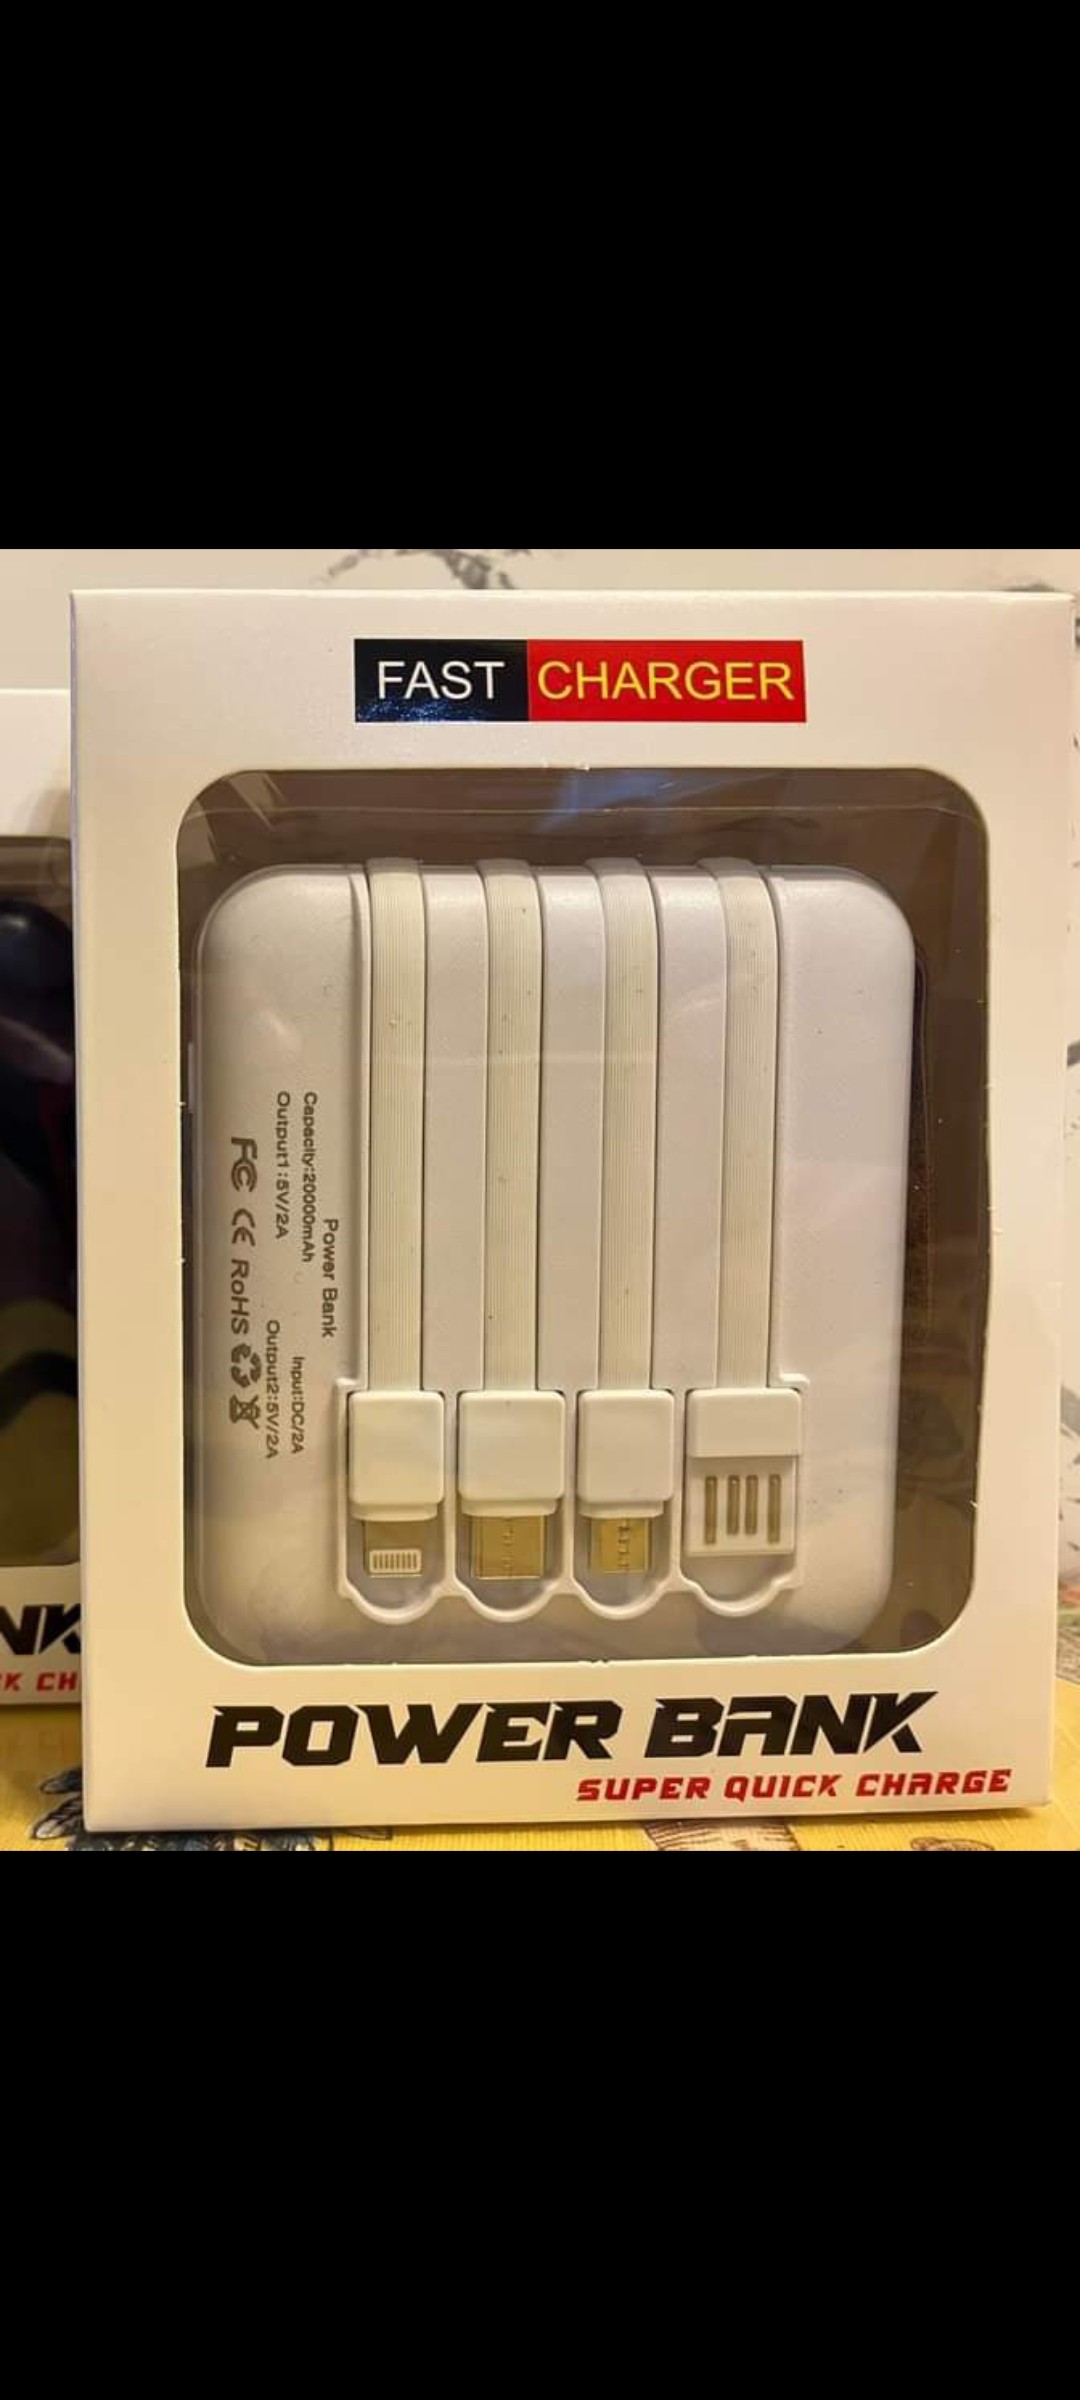 FAST CHARGER
Power Bank
Capacity:20000mAh Input:DC/2A
Output1:5V/2A Output2:5V/2A
FC CE RoHS
POWER BANK
SUPER QUICK CHARGE
NK
K CH